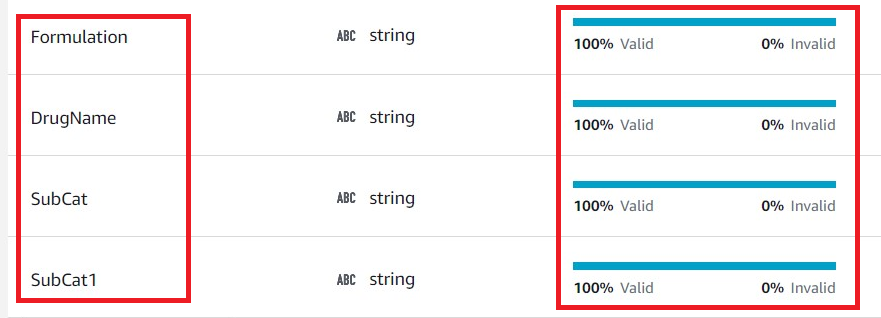 Formulation ABC string 100% Valid 0% Invalid
DrugName ABC string 100% Valid 0% Invalid
SubCat ABC string 100% Valid 0% Invalid
SubCat1 ABC string 100% Valid 0% Invalid